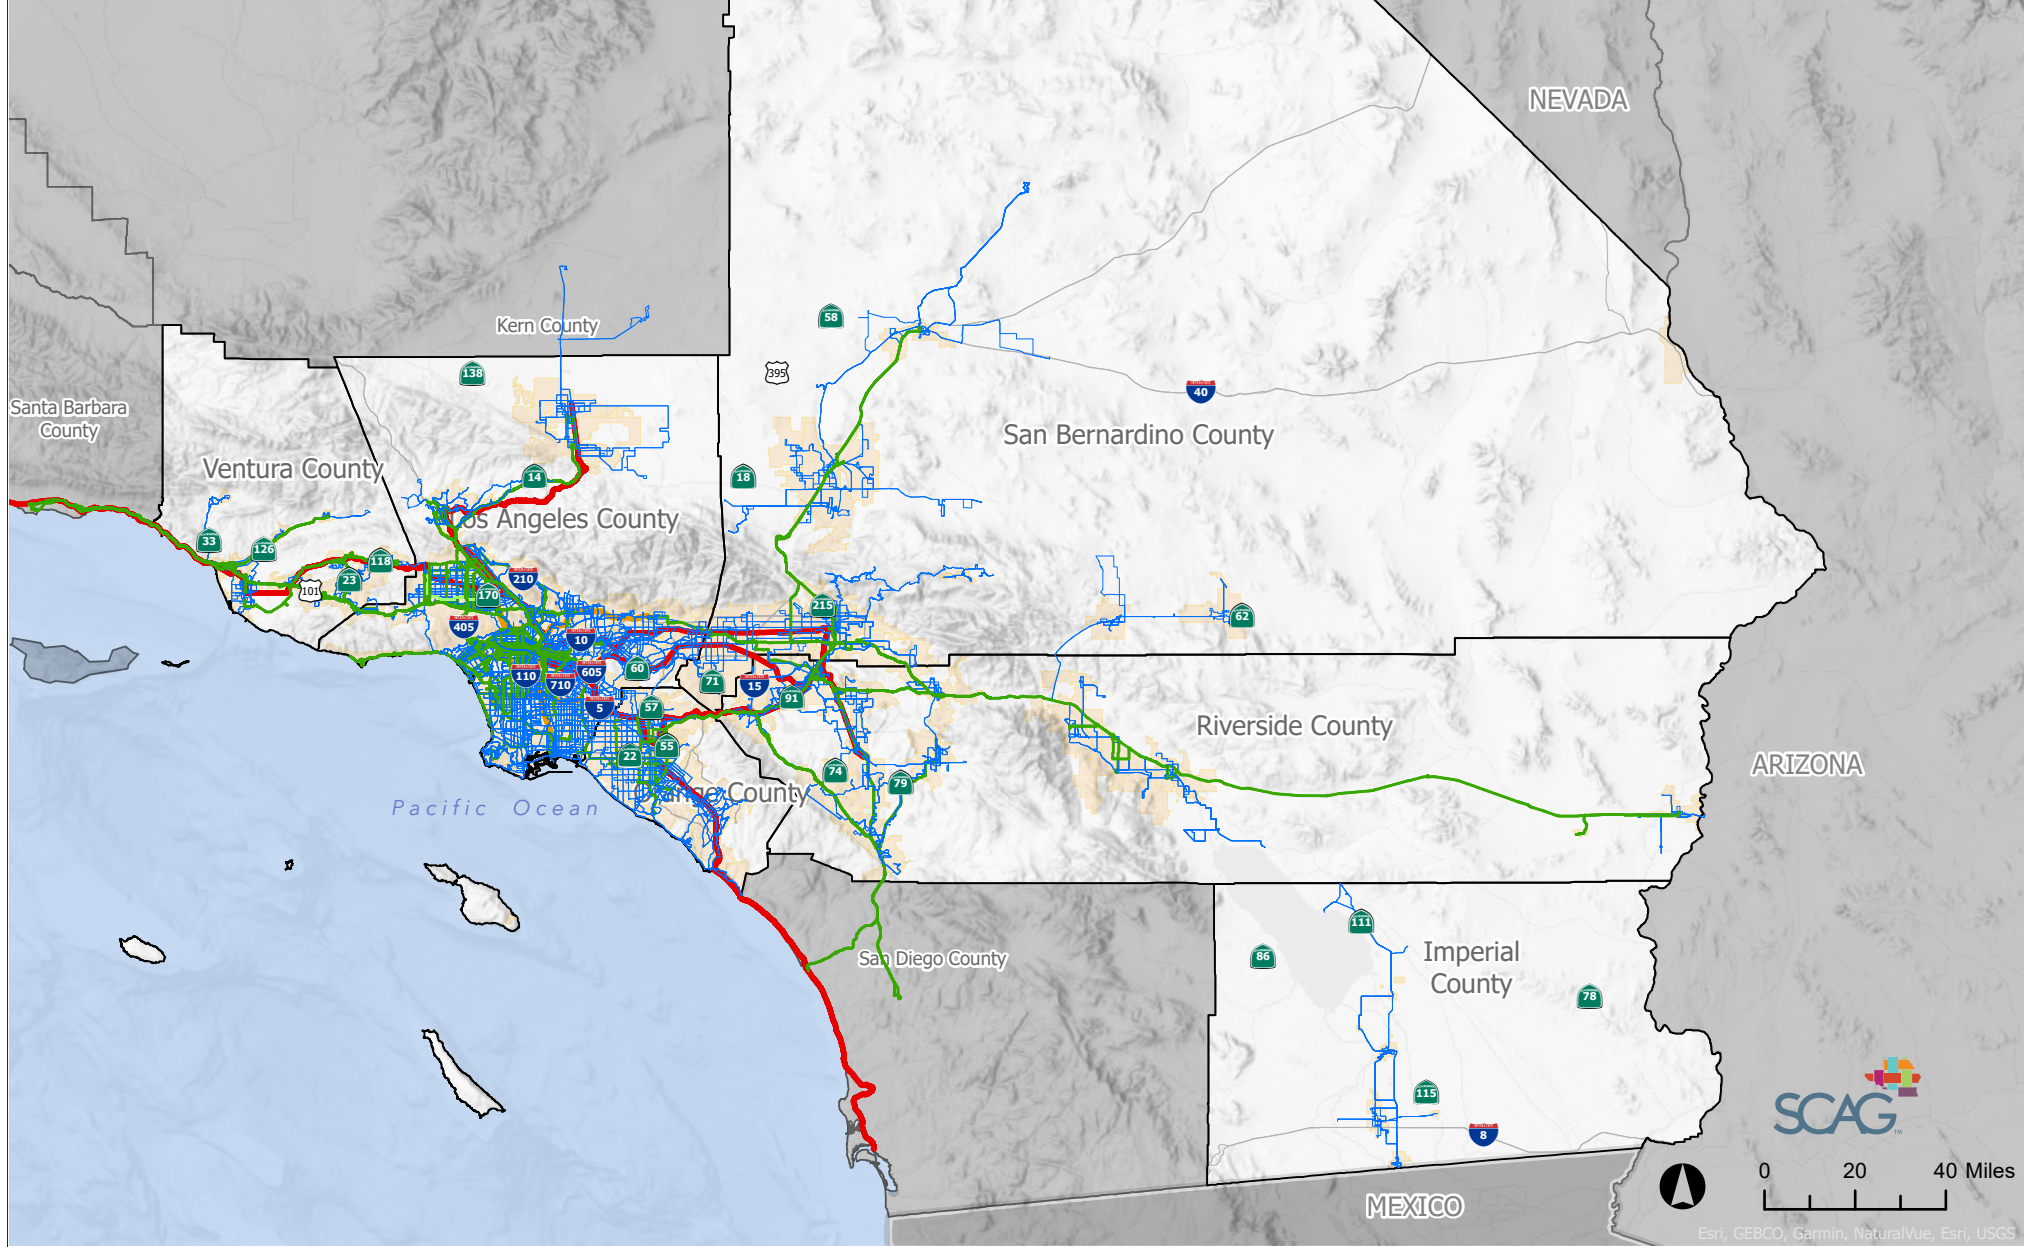 NEVADA
58
Kern County
395
138
40
Santa Barbara
County
San Bernardino County
Ventura County
14
18
Los Angeles County
33
126
118
210
23
101
170
215
62
405
10
60
605
110
710
71
15
91
5
57
Riverside County
55
22
74
79
ARIZONA
Orange County
Pacific Ocean
111
86
Imperial
County
San Diego County
78
115
SCAG
TM
8
0 20 40 Miles
MEXICO
Esri, GEBCO, Garmin, NaturalVue, Esri, USGS